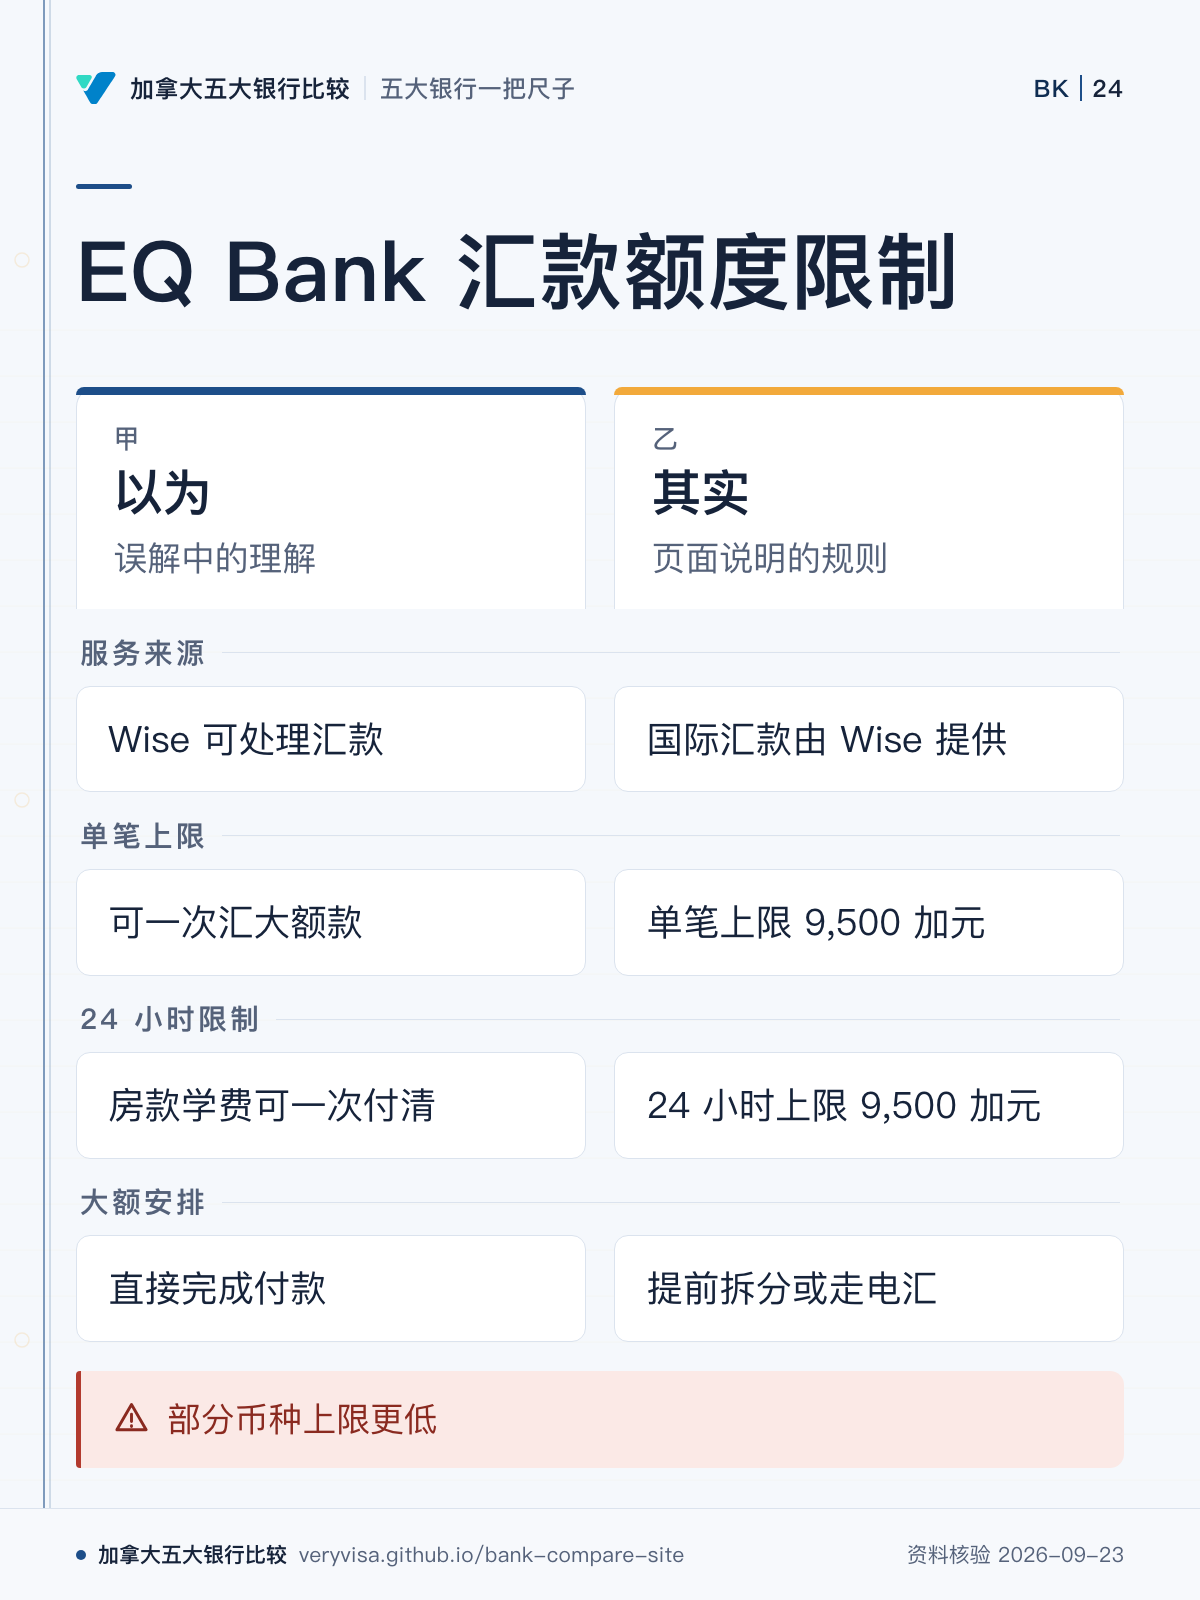 加拿大五大银行比较 五大银行一把尺子
BK 24
EQ Bank 汇款额度限制
甲
以为
误解中的理解
乙
其实
页面说明的规则
服务来源
Wise 可处理汇款
国际汇款由 Wise 提供
单笔上限
可一次汇大额款
单笔上限 9,500 加元
24 小时限制
房款学费可一次付清
24 小时上限 9,500 加元
大额安排
直接完成付款
提前拆分或走电汇
部分币种上限更低
加拿大五大银行比较 veryvisa.github.io/bank-compare-site
资料核验 2026-09-23